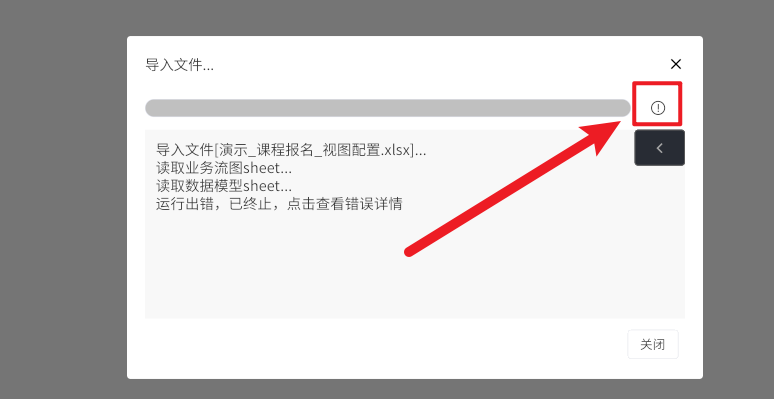 导入文件...
导入文件[演示_课程报名_视图配置.xlsx]...
读取业务流图sheet...
读取数据模型sheet...
运行出错，已终止，点击查看错误详情
关闭